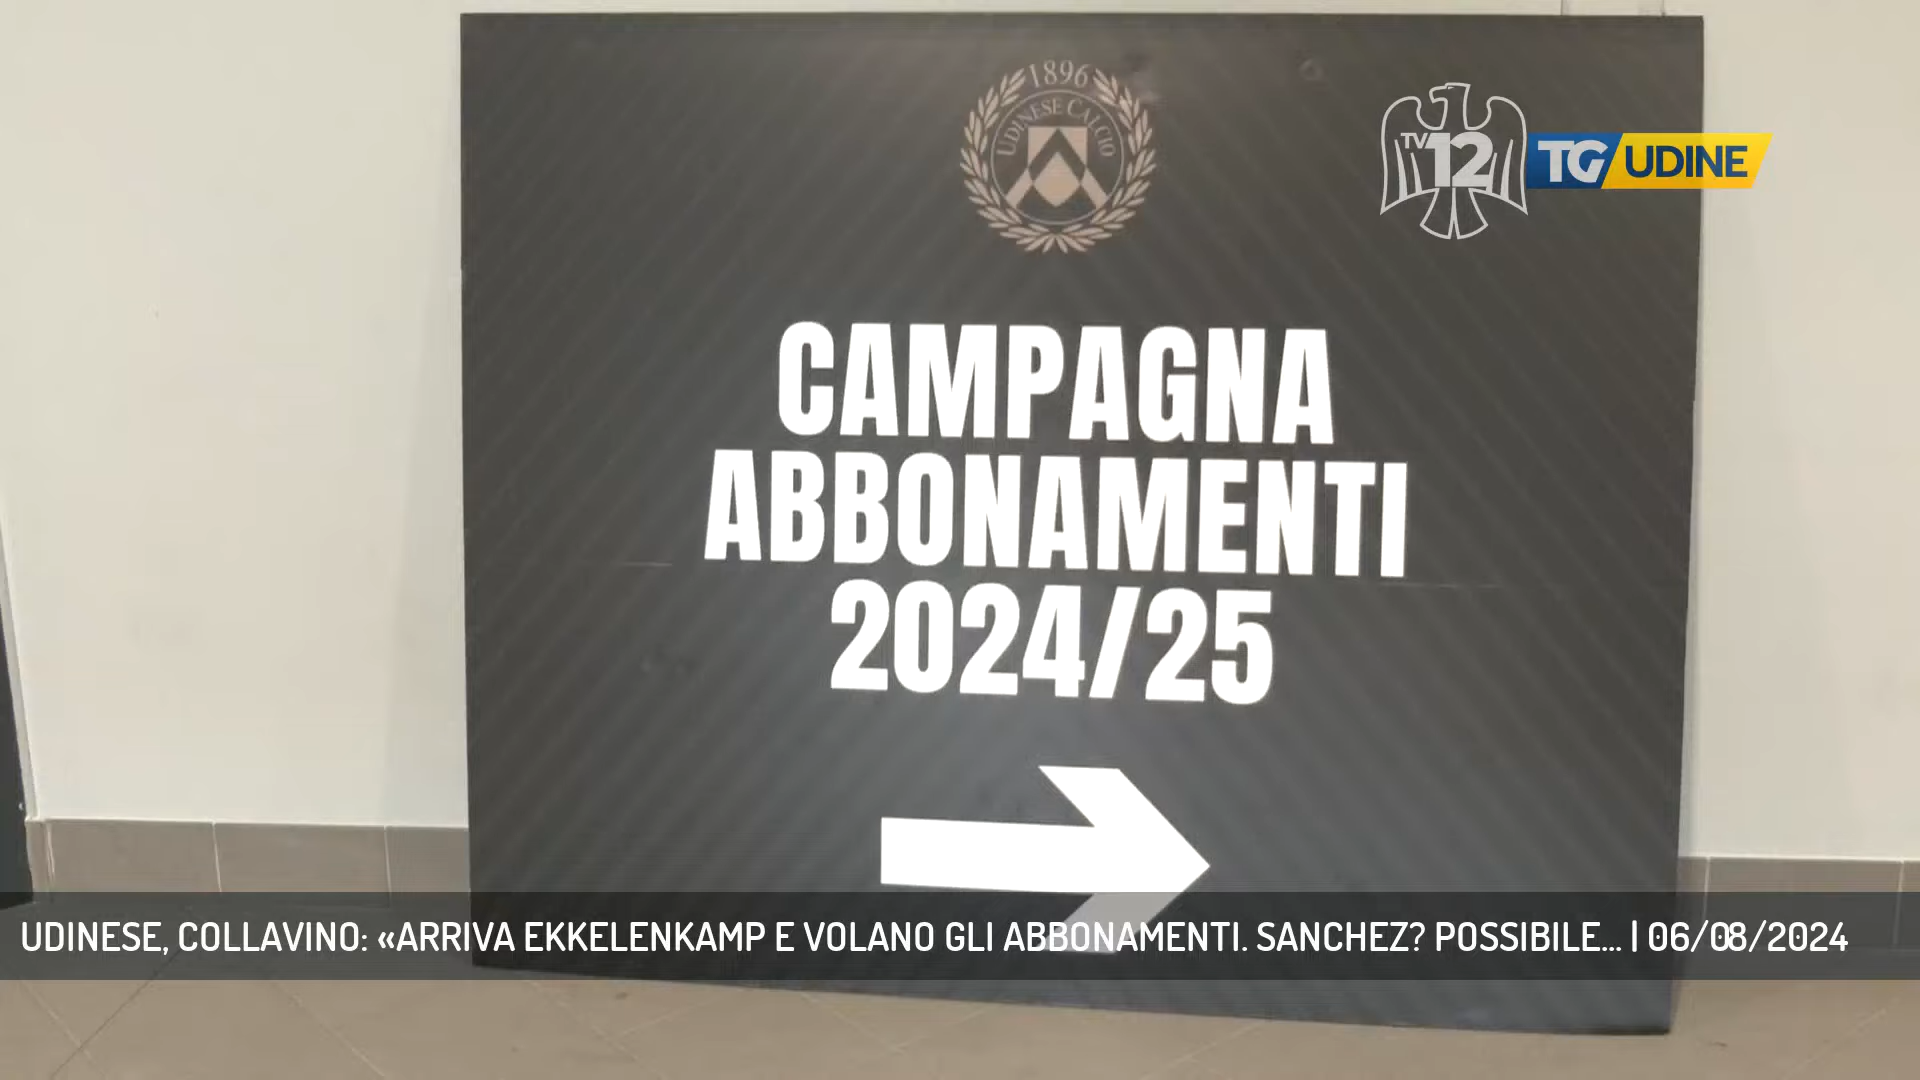 1896
UDINESE CALCIO
TV12
TG UDINE
CAMPAGNA
ABBONAMENTI
2024/25
UDINESE, COLLAVINO: «ARRIVA EKKELENKAMP E VOLANO GLI ABBONAMENTI. SANCHEZ? POSSIBILE... | 06/08/2024